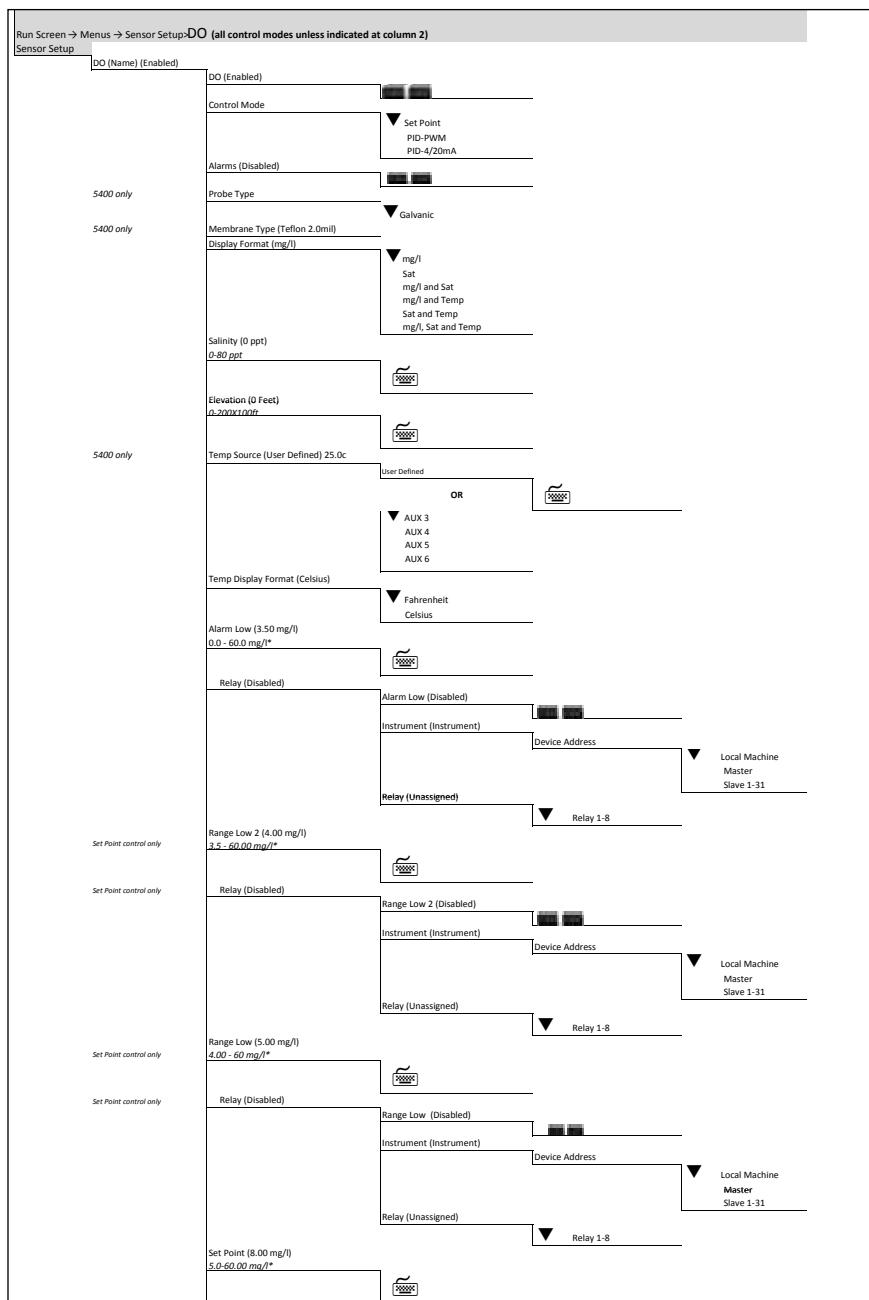 Run Screen → Menus → Sensor Setup>DO (all control modes unless indicated at column 2)
Sensor Setup
DO (Name) (Enabled)
DO (Enabled)
Control Mode
▼ Set Point
PID-PWM
PID-4/20mA
Alarms (Disabled)
5400 only Probe Type
▼ Galvanic
5400 only Membrane Type (Teflon 2.0mil)
Display Format (mg/l)
▼ mg/l
Sat
mg/l and Sat
mg/l and Temp
Sat and Temp
mg/l, Sat and Temp
Salinity (0 ppt)
0-80 ppt
Elevation (0 Feet)
0-200X100ft
5400 only Temp Source (User Defined) 25.0c
User Defined
OR
▼ AUX 3
AUX 4
AUX 5
AUX 6
Temp Display Format (Celsius)
▼ Fahrenheit
Celsius
Alarm Low (3.50 mg/l)
0.0 - 60.0 mg/l*
Relay (Disabled)
Alarm Low (Disabled)
Instrument (Instrument)
Device Address
▼ Local Machine
Master
Slave 1-31
Relay (Unassigned)
▼ Relay 1-8
Range Low 2 (4.00 mg/l)
Set Point control only 3.5 - 60.00 mg/l*
Set Point control only Relay (Disabled)
Range Low 2 (Disabled)
Instrument (Instrument)
Device Address
▼ Local Machine
Master
Slave 1-31
Relay (Unassigned)
▼ Relay 1-8
Range Low (5.00 mg/l)
Set Point control only 4.00 - 60 mg/l*
Set Point control only Relay (Disabled)
Range Low (Disabled)
Instrument (Instrument)
Device Address
▼ Local Machine
Master
Slave 1-31
Relay (Unassigned)
▼ Relay 1-8
Set Point (8.00 mg/l)
5.0-60.00 mg/l*